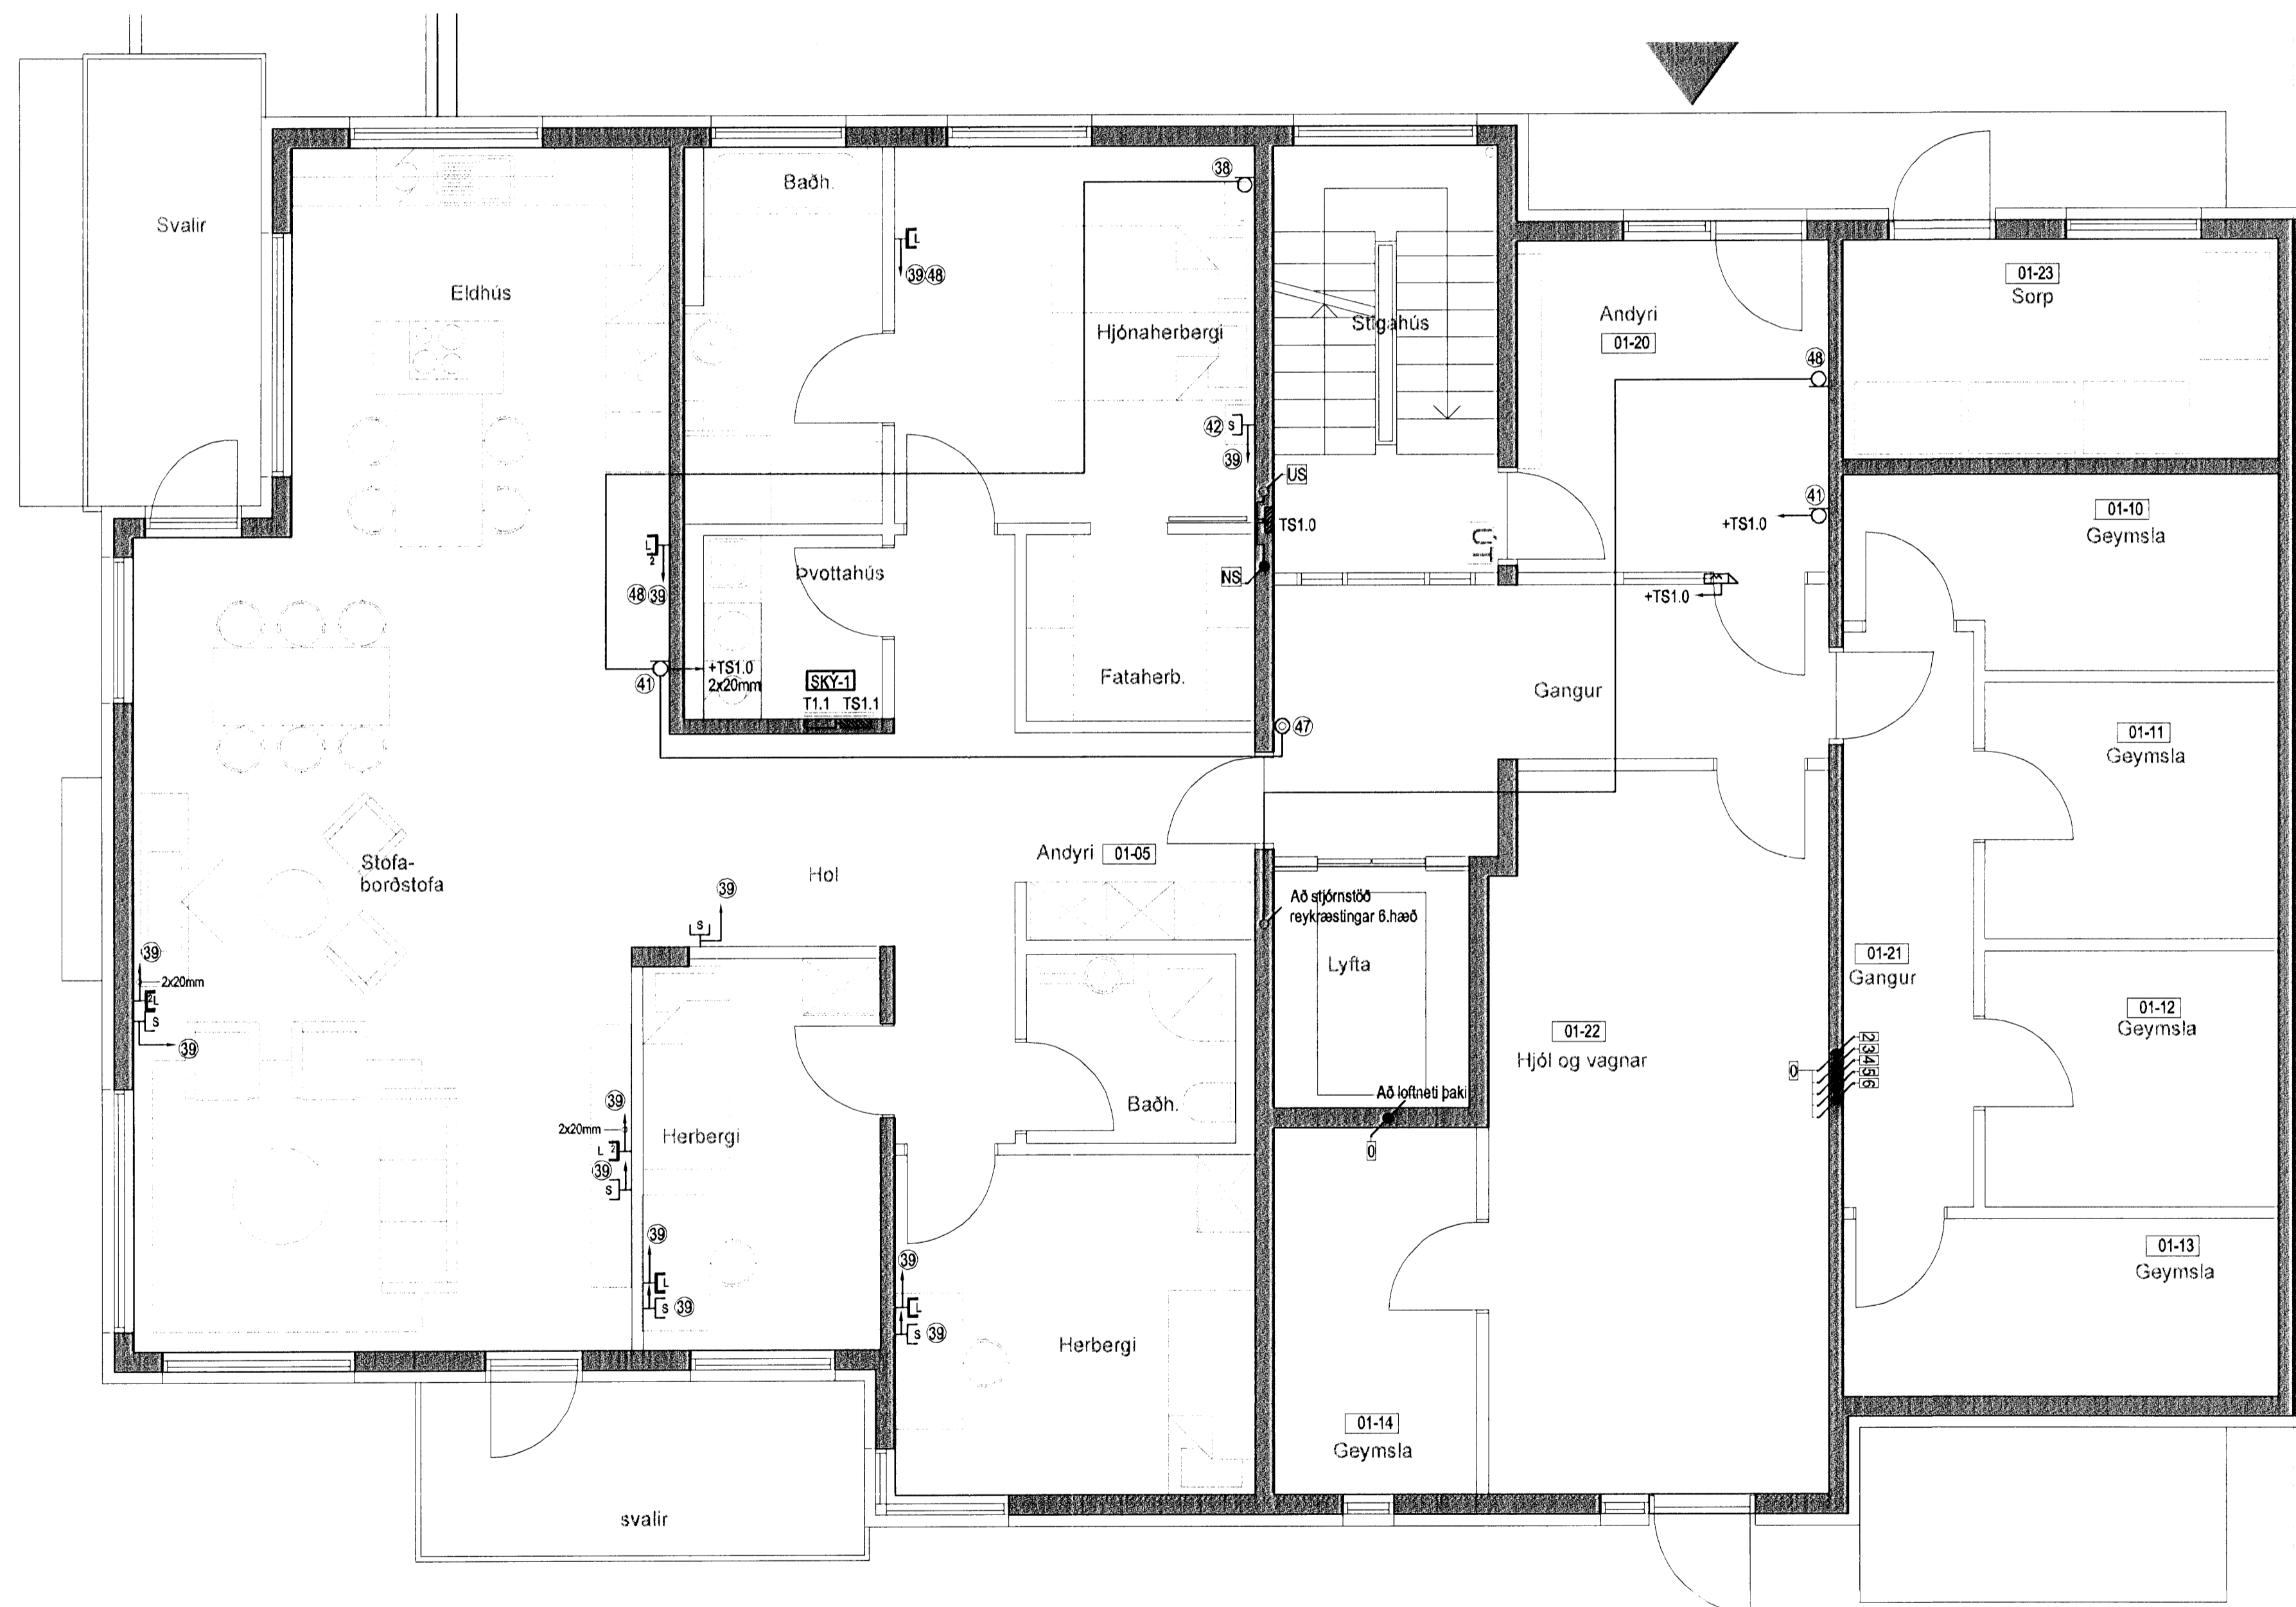 Svalir
Eldhús
Baðh.
39
48
38
Hjónaherbergi
42
S
39
L
Stigahús
US
TS1.0
NS
ÚT
Andyri
01-20
48
41
+TS1.0
+TS1.0
01-23
Sorp
01-10
Geymsla
01-11
Geymsla
01-12
Geymsla
01-13
Geymsla
01-21
Gangur
L
2
48
39
41
+TS1.0
2x20mm
Þvottahús
SKÝ-1
T1.1 TS1.1
Fataherb.
Gangur
47
Stofa-
borðstofa
Hol
Andyri 01-05
39
S
Að stjórnstöð
reykræstingar 6.hæð
Lyfta
39
2x20mm
2
L
S
39
39
2x20mm
L 2
39
S
Herbergi
39
L
S 39
Baðh.
39
L
S 39
Herbergi
Að loftneti þaki
0
01-22
Hjól og vagnar
0
2
3
4
5
6
01-14
Geymsla
svalir